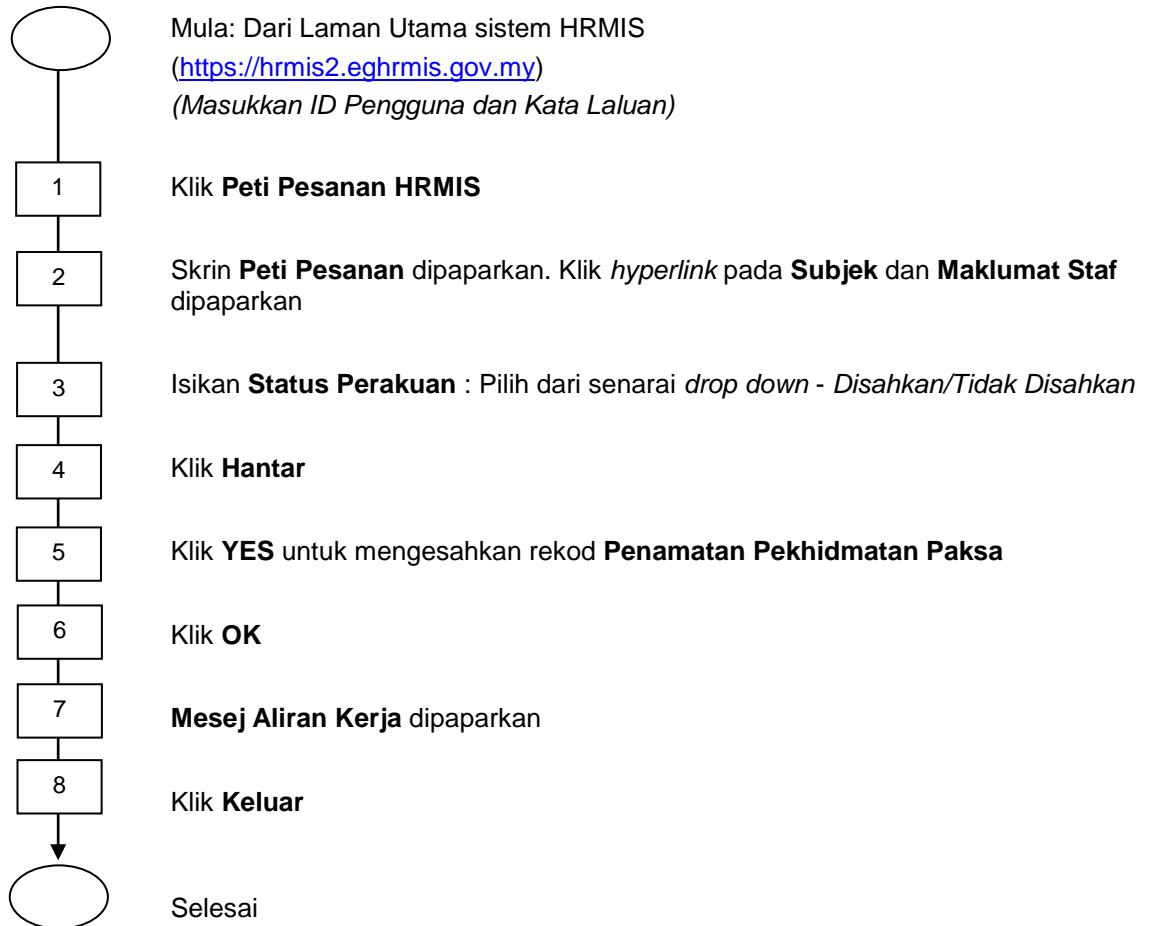 Mula: Dari Laman Utama sistem HRMIS
(https://hrmis2.eghrmis.gov.my)
(Masukkan ID Pengguna dan Kata Laluan)
1
Klik Peti Pesanan HRMIS
2
Skrin Peti Pesanan dipaparkan. Klik hyperlink pada Subjek dan Maklumat Staf
dipaparkan
3
Isikan Status Perakuan : Pilih dari senarai drop down - Disahkan/Tidak Disahkan
4
Klik Hantar
5
Klik YES untuk mengesahkan rekod Penamatan Pekhidmatan Paksa
6
Klik OK
7
Mesej Aliran Kerja dipaparkan
8
Klik Keluar
Selesai